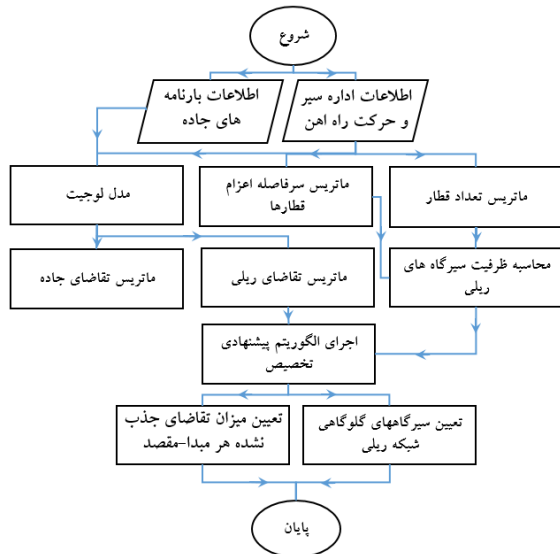 شروع
اطلاعات اداره سیر
و حرکت راه اهن
اطلاعات بارنامه
های جاده
ماتریس تعداد قطار
ماتریس سرفاصله اعزام
قطارها
مدل لوجیت
محاسبه ظرفیت سیرگاه های
ریلی
ماتریس تقاضای ریلی
ماتریس تقاضای جاده
اجرای الگوریتم پیشنهادی
تخصیص
تعیین سیرگاههای گلوگاهی
شبکه ریلی
تعیین میزان تقاضای جذب
نشده هر مبدا-مقصد
پایان